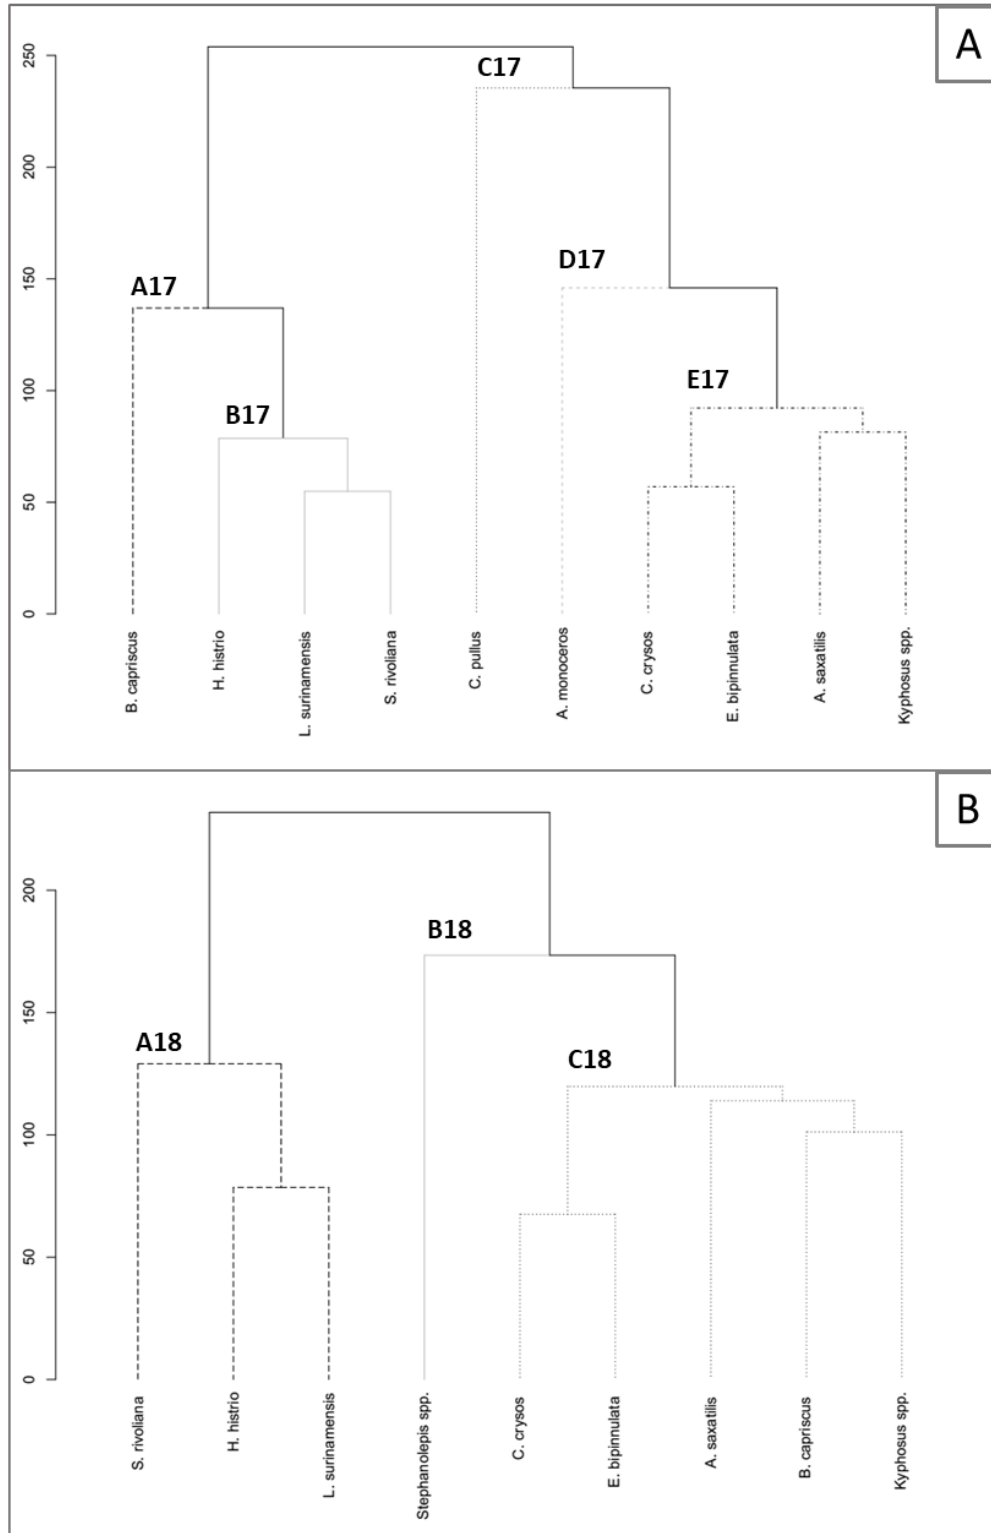 A
250
200
150
100
50
0
C17
D17
A17
E17
B17
B. capriscus
H. histrio
L. surinamensis
S. rivoliana
C. pullus
A. monoceros
C. crysos
E. bipinnulata
A. saxatilis
Kyphosus spp.
B
200
150
100
50
0
B18
A18
C18
S. rivoliana
H. histrio
L. surinamensis
Stephanolepis spp.
C. crysos
E. bipinnulata
A. saxatilis
B. capriscus
Kyphosus spp.